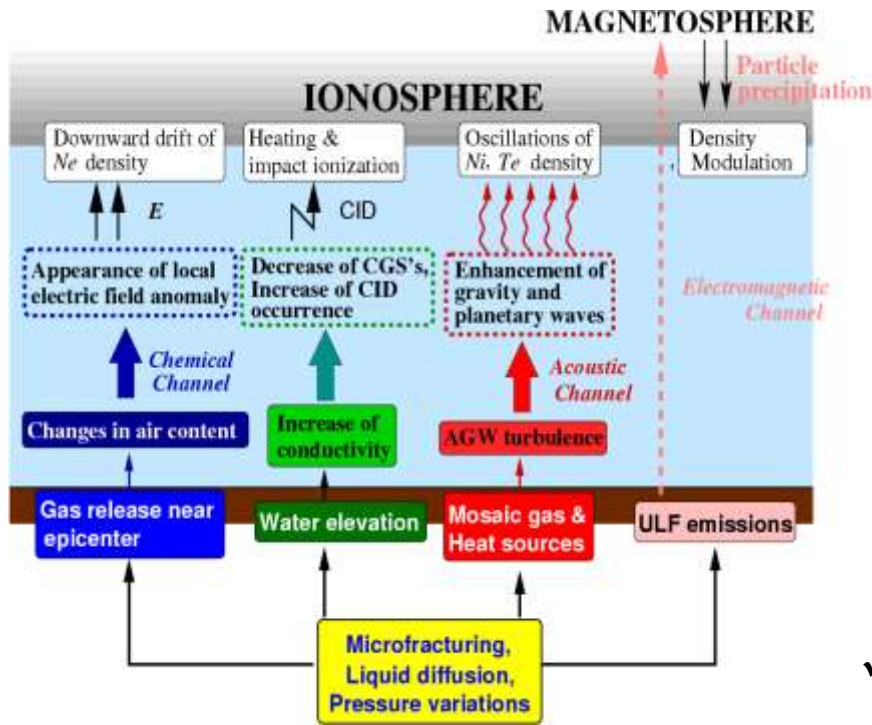 MAGNETOSPHERE
Particle
precipitation
IONOSPHERE
Downward drift of
Ne density
Heating &
impact ionization
Oscillations of
Ni, Te density
Density
Modulation
E
CID
Appearance of local
electric field anomaly
Decrease of CGS's,
Increase of CID
occurrence
Enhancement of
gravity and
planetary waves
Electromagnetic
Channel
Chemical
Channel
Acoustic
Channel
Changes in air content
Increase of
conductivity
AGW turbulence
Gas release near
epicenter
Water elevation
Mosaic gas &
Heat sources
ULF emissions
Microfracturing,
Liquid diffusion,
Pressure variations